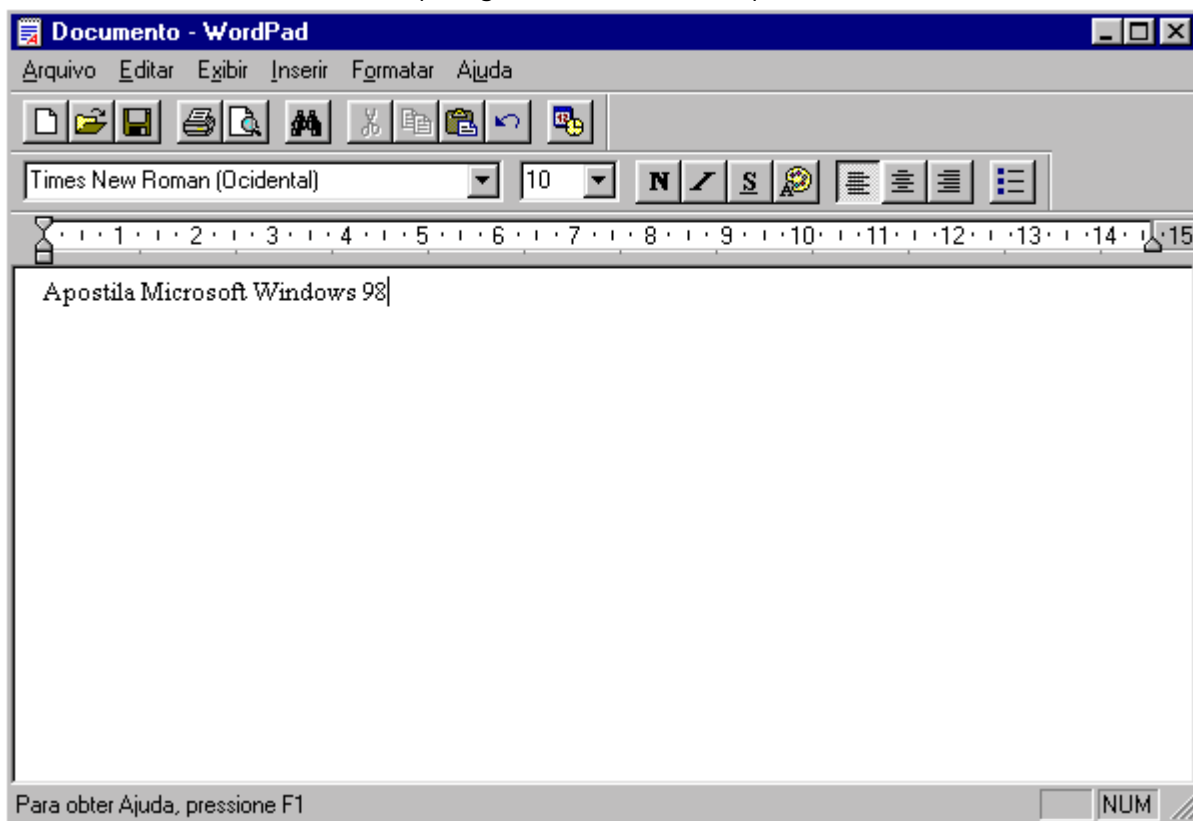 Documento - WordPad
Arquivo Editar Exibir Inserir Formatar Ajuda
Times New Roman (Ocidental) 10 N I S
1 2 3 4 5 6 7 8 9 10 11 12 13 14 15
Apostila Microsoft Windows 98
Para obter Ajuda, pressione F1 NUM